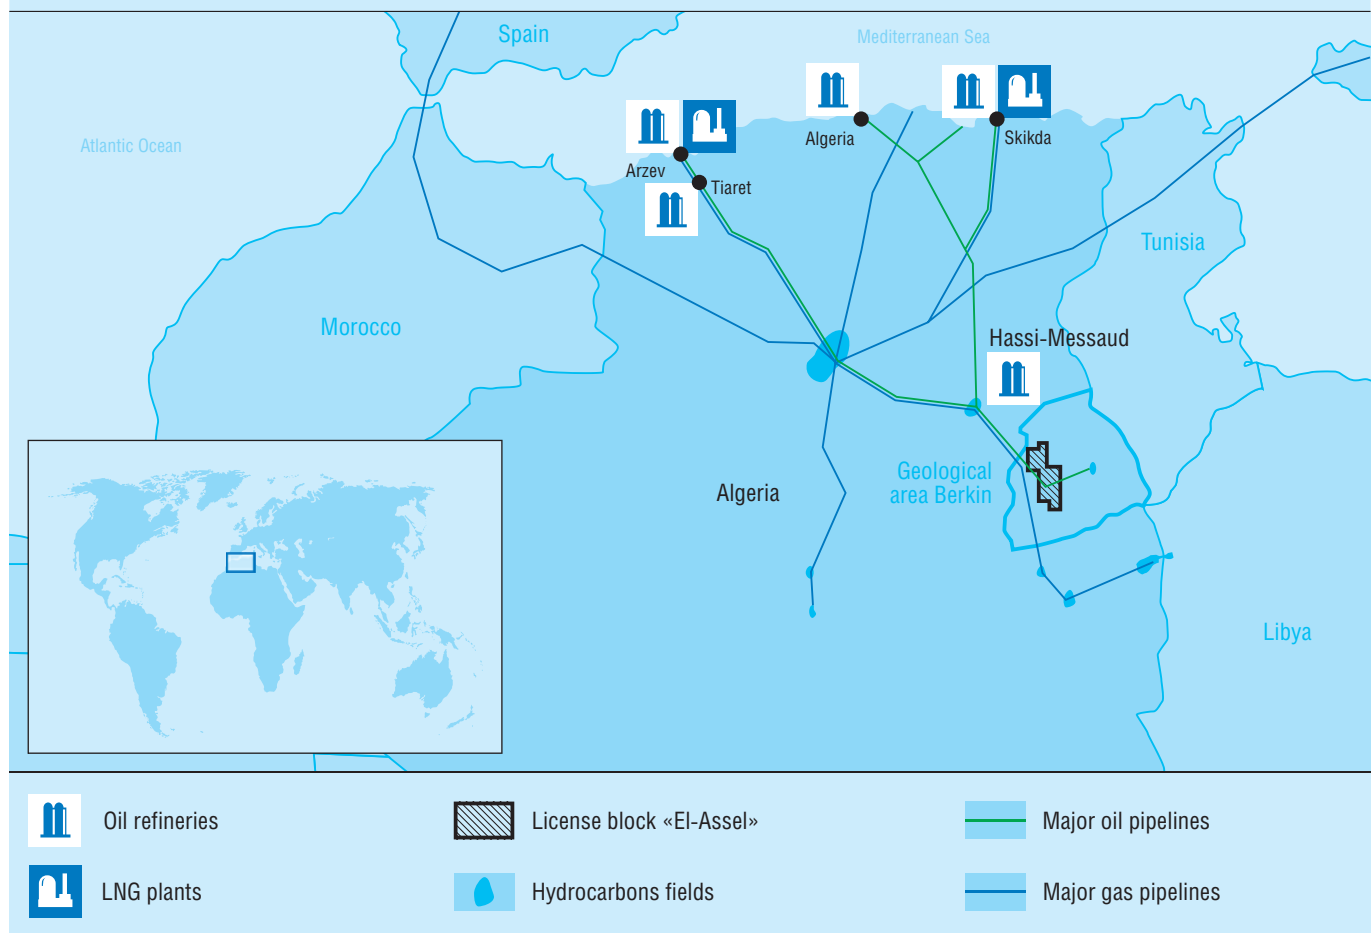 Spain
Mediterranean Sea
Atlantic Ocean
Algeria
Skikda
Arzev
Tiaret
Tunisia
Morocco
Hassi-Messaud
Geological
area Berkin
Algeria
Libya
Oil refineries
License block «El-Assel»
Major oil pipelines
LNG plants
Hydrocarbons fields
Major gas pipelines